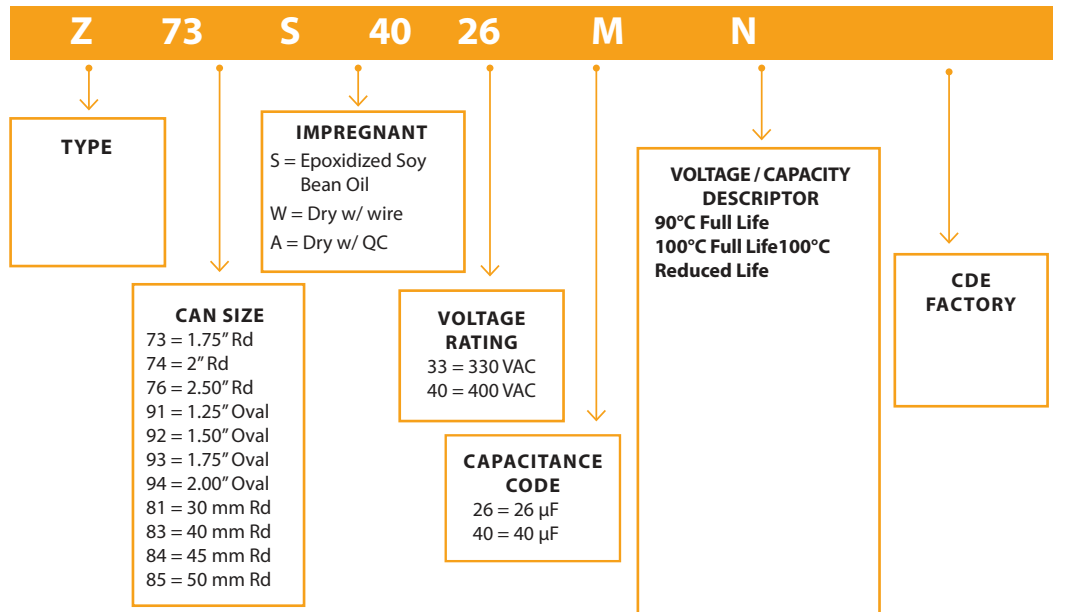 Z 73 S 40 26 M N
TYPE
IMPREGNANT
S = Epoxidized Soy
Bean Oil
W = Dry w/ wire
A = Dry w/ QC
VOLTAGE / CAPACITY
DESCRIPTOR
90°C Full Life
100°C Full Life100°C
Reduced Life
CDE
FACTORY
CAN SIZE
73 = 1.75” Rd
74 = 2” Rd
76 = 2.50” Rd
91 = 1.25” Oval
92 = 1.50” Oval
93 = 1.75” Oval
94 = 2.00” Oval
81 = 30 mm Rd
83 = 40 mm Rd
84 = 45 mm Rd
85 = 50 mm Rd
VOLTAGE
RATING
33 = 330 VAC
40 = 400 VAC
CAPACITANCE
CODE
26 = 26 µF
40 = 40 µF